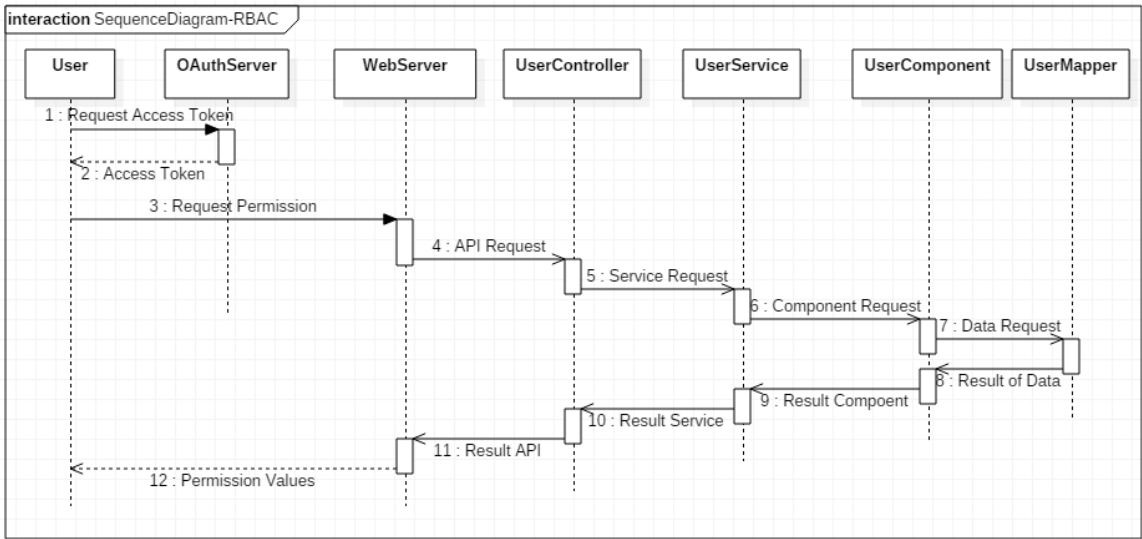 interaction SequenceDiagram-RBAC
User
OAuthServer
WebServer
UserController
UserService
UserComponent
UserMapper
1 : Request Access Token
2 : Access Token
3 : Request Permission
4 : API Request
5 : Service Request
6 : Component Request
7 : Data Request
8 : Result of Data
9 : Result Compoent
10 : Result Service
11 : Result API
12 : Permission Values